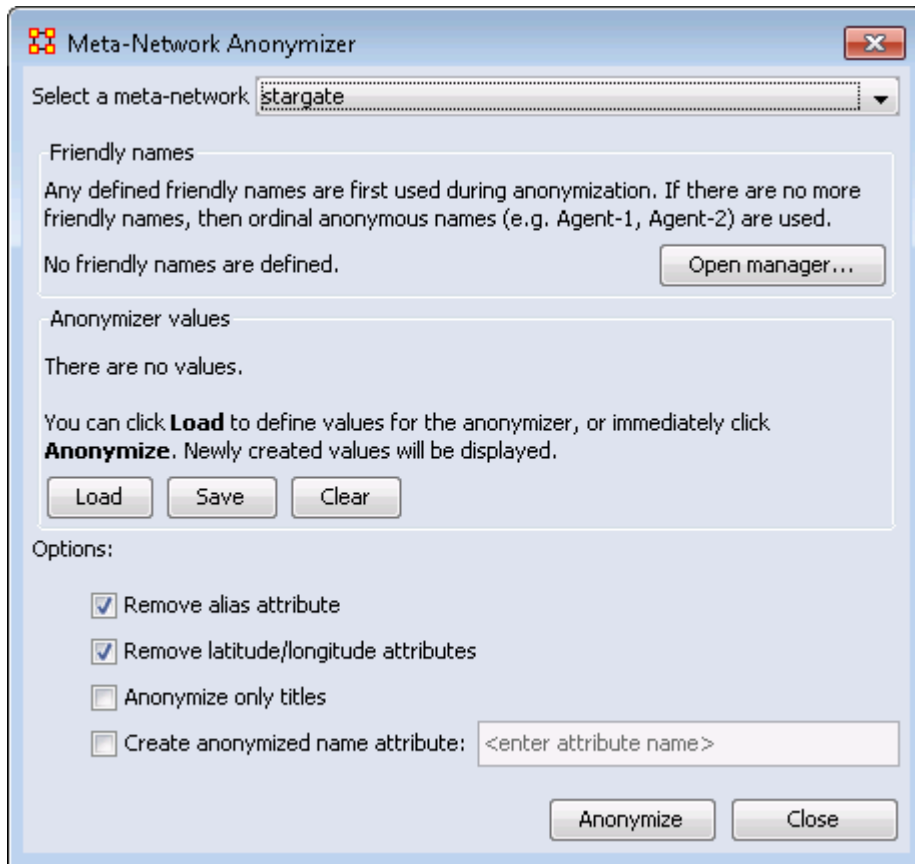 Meta-Network Anonymizer
Select a meta-network stargate
Friendly names
Any defined friendly names are first used during anonymization. If there are no more
friendly names, then ordinal anonymous names (e.g. Agent-1, Agent-2) are used.
No friendly names are defined. Open manager...
Anonymizer values
There are no values.
You can click Load to define values for the anonymizer, or immediately click
Anonymize. Newly created values will be displayed.
Load Save Clear
Options:
Remove alias attribute
Remove latitude/longitude attributes
Anonymize only titles
Create anonymized name attribute: <enter attribute name>
Anonymize Close